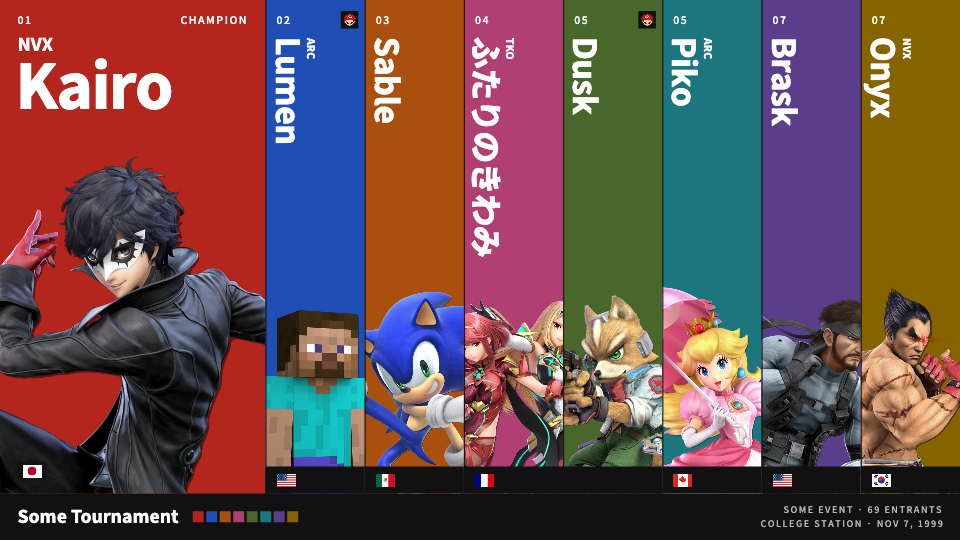 01 CHAMPION
NVX
Kairo
02
ARC
Lumen
03
Sable
04
TKO
ふたりのきわみ
05
Dusk
05
ARC
Piko
07
Brask
07
NVX
Onyx
Some Tournament
SOME EVENT · 69 ENTRANTS
COLLEGE STATION · NOV 7, 1999